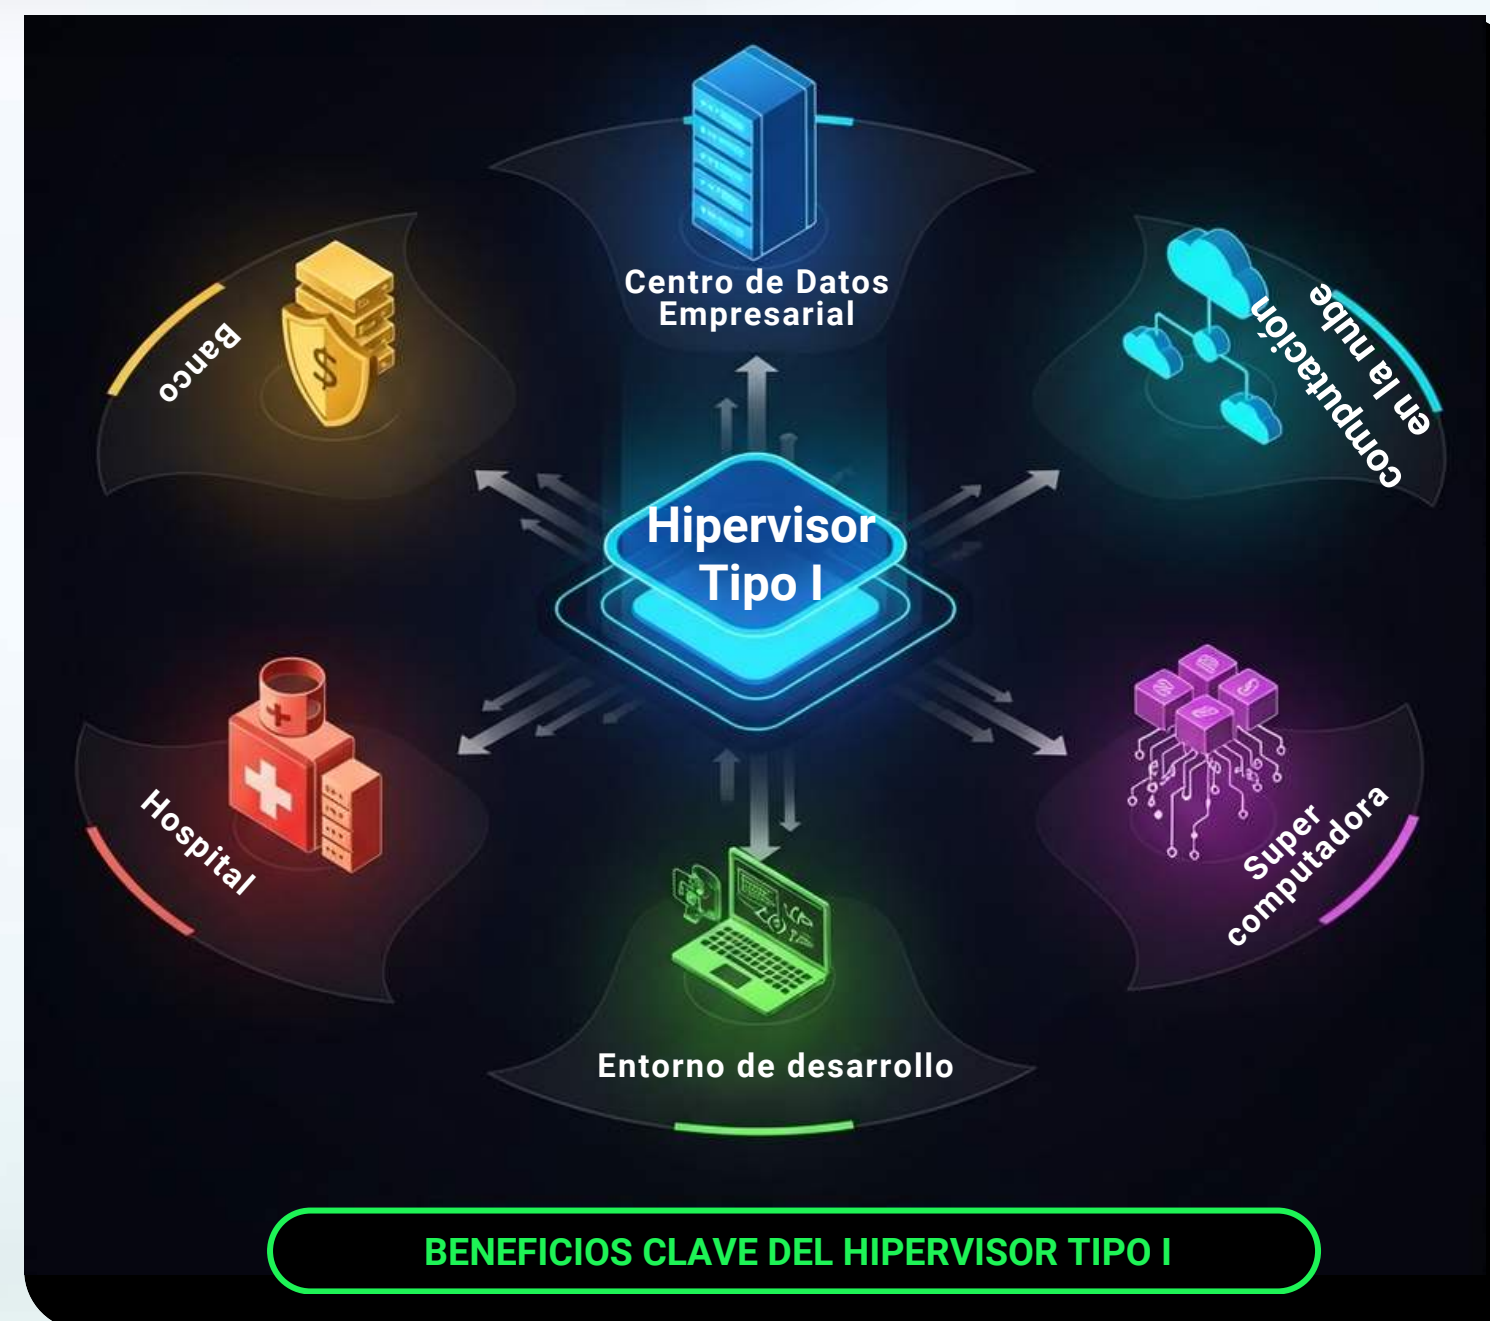 Centro de Datos
Empresarial
Banco
computación
en la nube
Hipervisor
Tipo I
Hospital
Super
computadora
Entorno de desarrollo
BENEFICIOS CLAVE DEL HIPERVISOR TIPO I
$